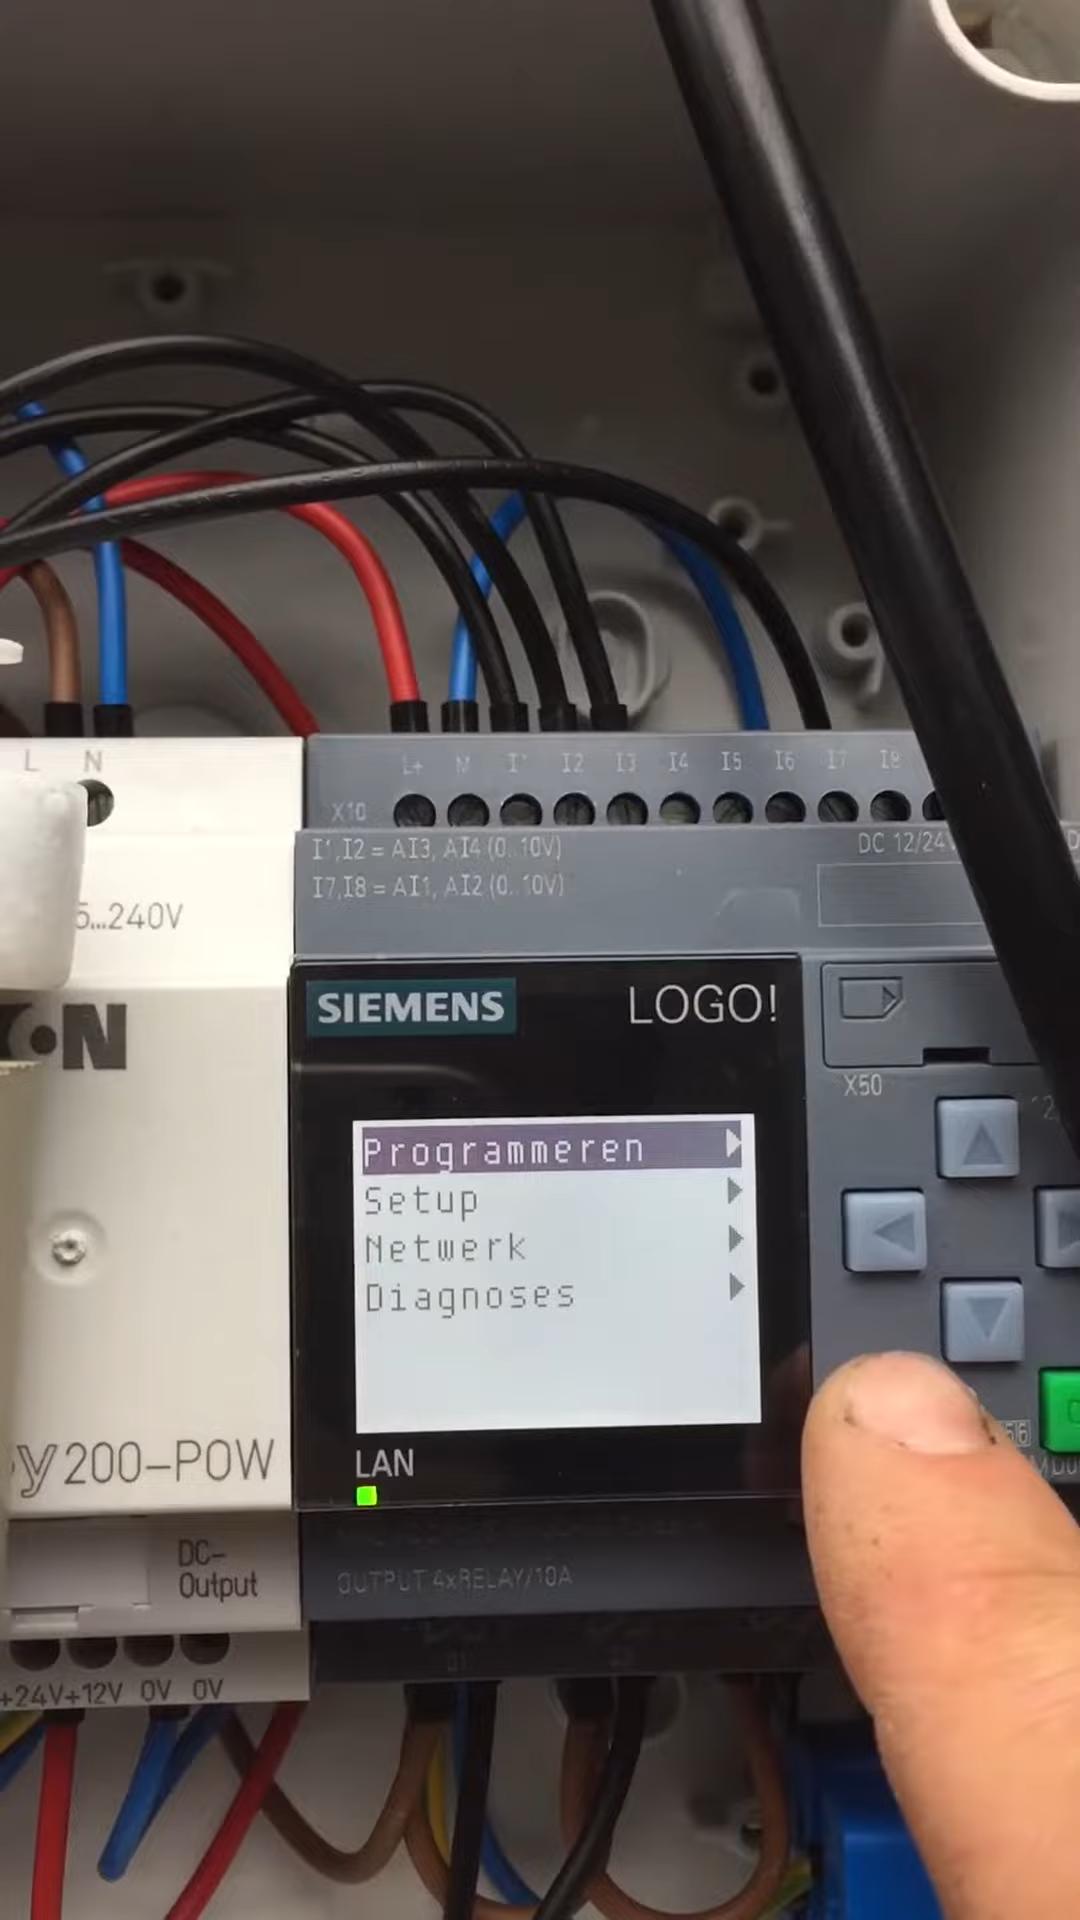 L N
L+ M I1 I2 I3 I4 I5 I6 I7 I8
X10
I1,I2 = AI3, AI4 (0..10V)
I7,I8 = AI1, AI2 (0..10V)
DC 12/24V
5...240V
SIEMENS
LOGO!
X50
Programmeren
Setup
Netwerk
Diagnoses
y200-POW
LAN
DC-
Output
OUTPUT 4xRELAY/10A
+24V +12V 0V 0V